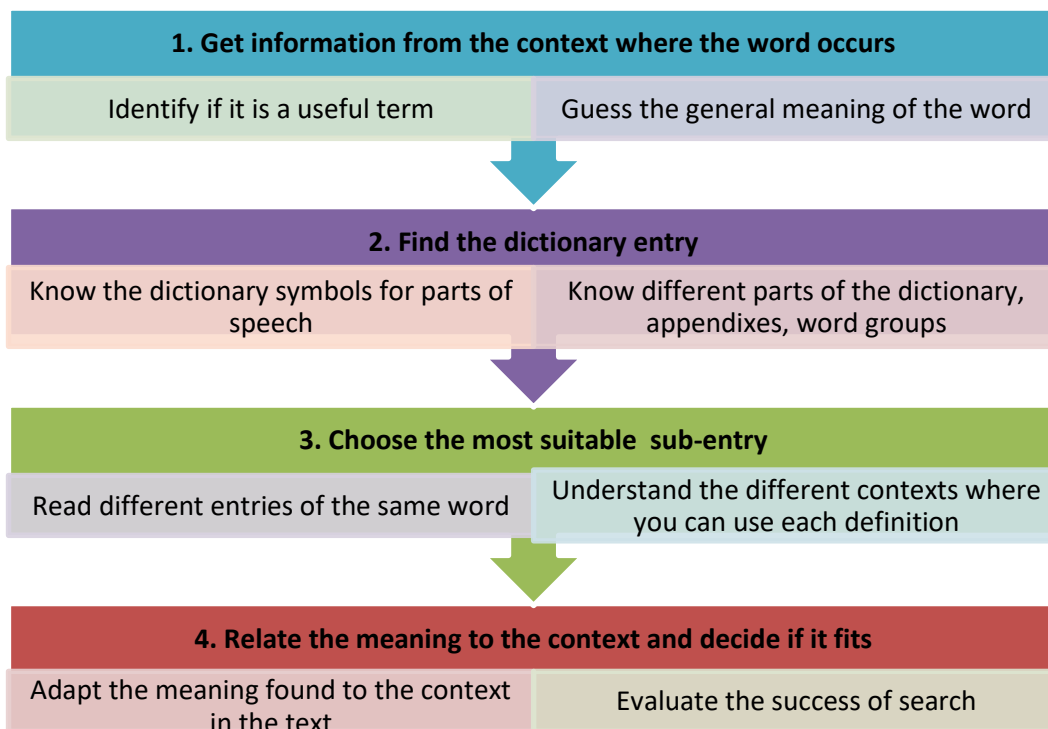 1. Get information from the context where the word occurs
Identify if it is a useful term
Guess the general meaning of the word
2. Find the dictionary entry
Know the dictionary symbols for parts of
speech
Know different parts of the dictionary,
appendixes, word groups
3. Choose the most suitable sub-entry
Read different entries of the same word
Understand the different contexts where
you can use each definition
4. Relate the meaning to the context and decide if it fits
Adapt the meaning found to the context
in the text
Evaluate the success of search